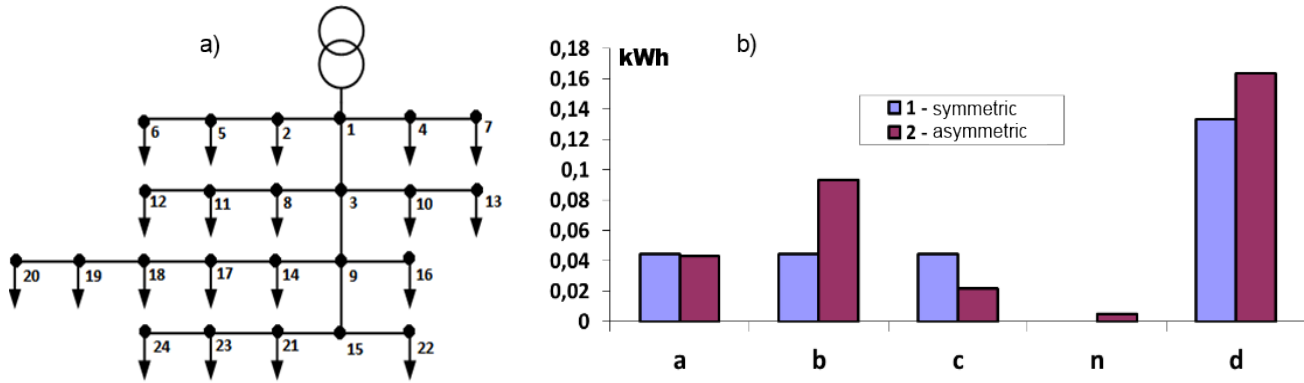 a)
6 5 2 1 4 7
12 11 8 3 10 13
20 19 18 17 14 9 16
24 23 21 15 22
b)
kWh
0,18
0,16
0,14
0,12
0,1
0,08
0,06
0,04
0,02
0
1 - symmetric
2 - asymmetric
a b c n d